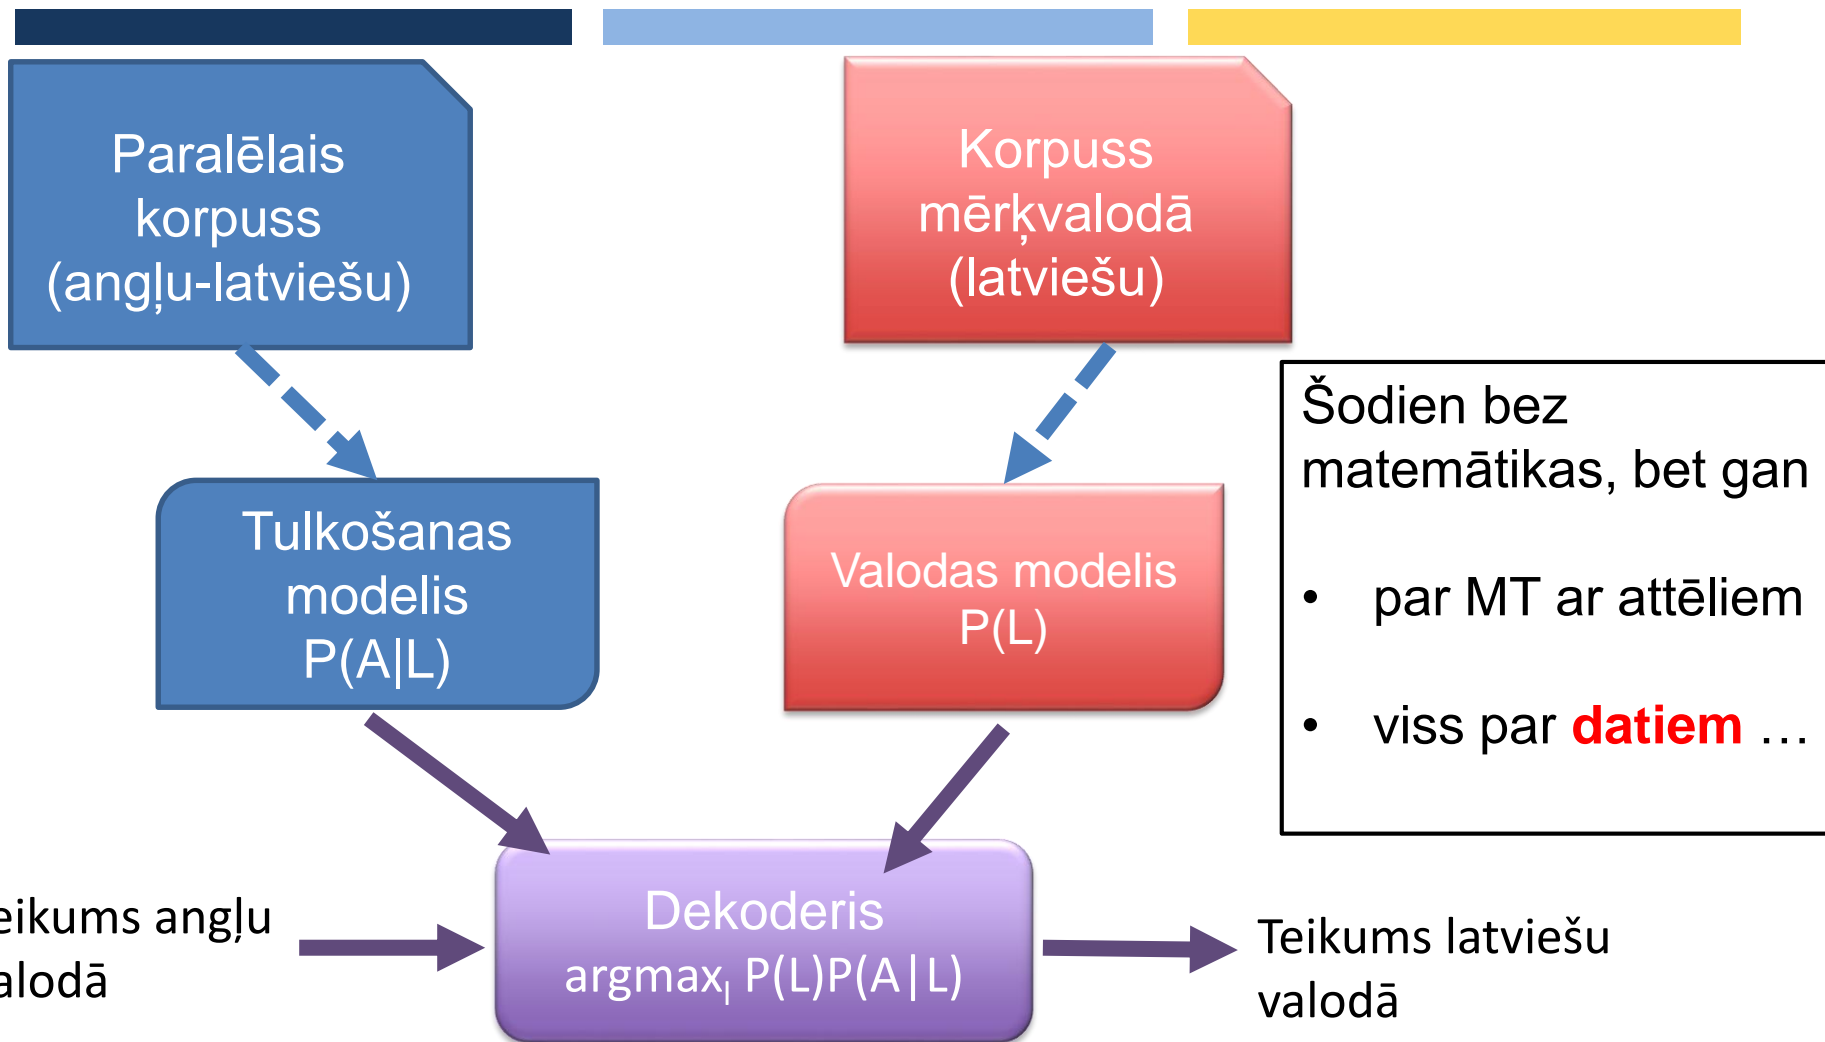 Paralēlais
korpuss
(angļu-latviešu)
Korpuss
mērķvalodā
(latviešu)
Tulkošanas
modelis
P(A|L)
Valodas modelis
P(L)
Šodien bez
matemātikas, bet gan
• par MT ar attēliem
• viss par datiem …
eikums angļu
alodā
Dekoderis
argmaxₗ P(L)P(A|L)
Teikums latviešu
valodā